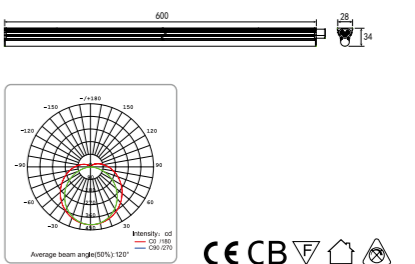 600
28
34
-/+180
-150 150
-120 120
-90 90
-60 60
-30 30
Intensity: cd
C0 /180
C90 /270
Average beam angle(50%):120°
CE CB F